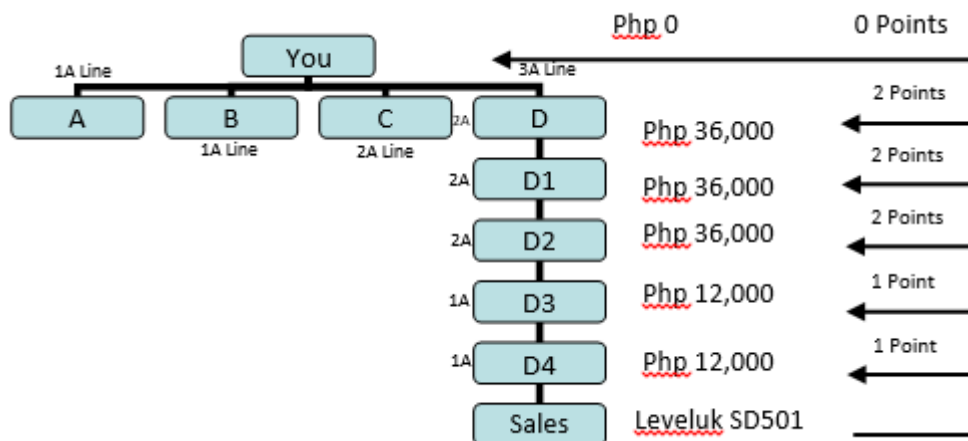 Php 0
0 Points
You
1A Line
3A Line
2 Points
A
B
C
2A
D
Php 36,000
1A Line
2A Line
2 Points
2A
D1
Php 36,000
2 Points
2A
D2
Php 36,000
1 Point
1A
D3
Php 12,000
1 Point
1A
D4
Php 12,000
Sales
Leveluk SD501